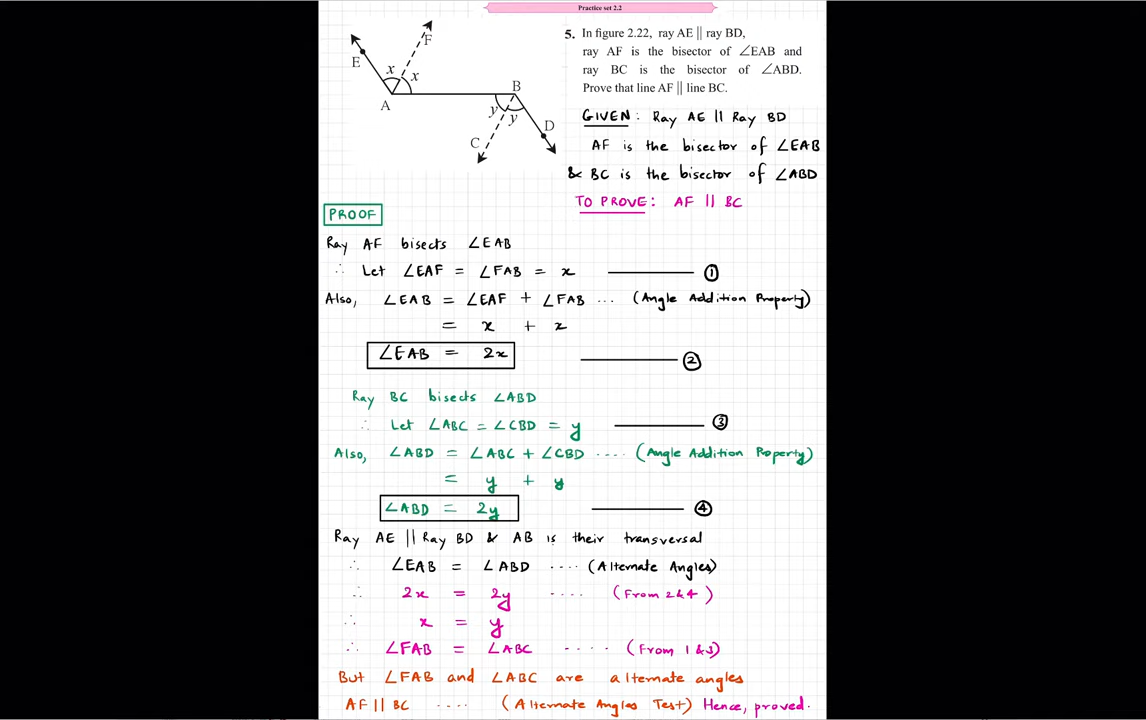 Practice set 2.2
5. In figure 2.22, ray AE || ray BD,
ray AF is the bisector of ∠EAB and
ray BC is the bisector of ∠ABD.
Prove that line AF || line BC.
F
E
x
x
A
B
y
y
D
C
GIVEN: Ray AE || Ray BD
AF is the bisector of ∠EAB
& BC is the bisector of ∠ABD
TO PROVE: AF || BC
PROOF
Ray AF bisects ∠EAB
∴ Let ∠EAF = ∠FAB = x ——— ①
Also, ∠EAB = ∠EAF + ∠FAB ... (Angle Addition Property)
= x + x
∠EAB = 2x ——— ②
Ray BC bisects ∠ABD
∴ Let ∠ABC = ∠CBD = y ——— ③
Also, ∠ABD = ∠ABC + ∠CBD .... (Angle Addition Property)
= y + y
∠ABD = 2y ——— ④
Ray AE || Ray BD & AB is their transversal
∴ ∠EAB = ∠ABD .... (Alternate Angles)
∴ 2x = 2y .... (From 2 & 4)
∴ x = y
∴ ∠FAB = ∠ABC .... (From 1 & 3)
But ∠FAB and ∠ABC are alternate angles
AF || BC .... (Alternate Angles Test) Hence, proved.